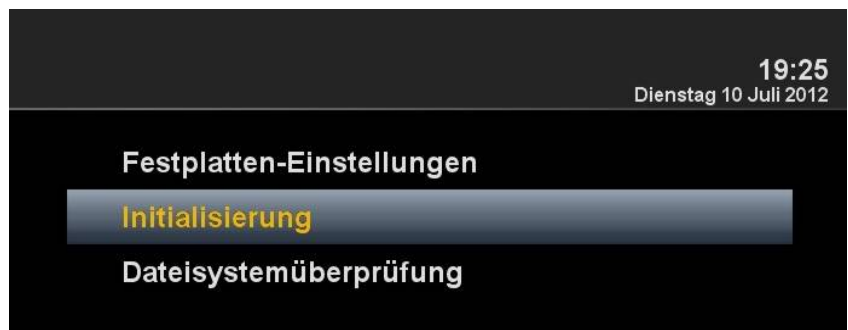 19:25
Dienstag 10 Juli 2012
Festplatten-Einstellungen
Initialisierung
Dateisystemüberprüfung